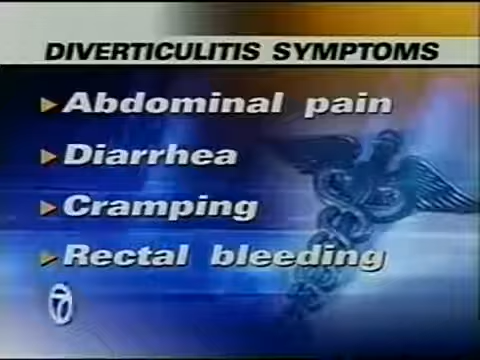 DIVERTICULITIS SYMPTOMS
Abdominal pain
Diarrhea
Cramping
Rectal bleeding
7